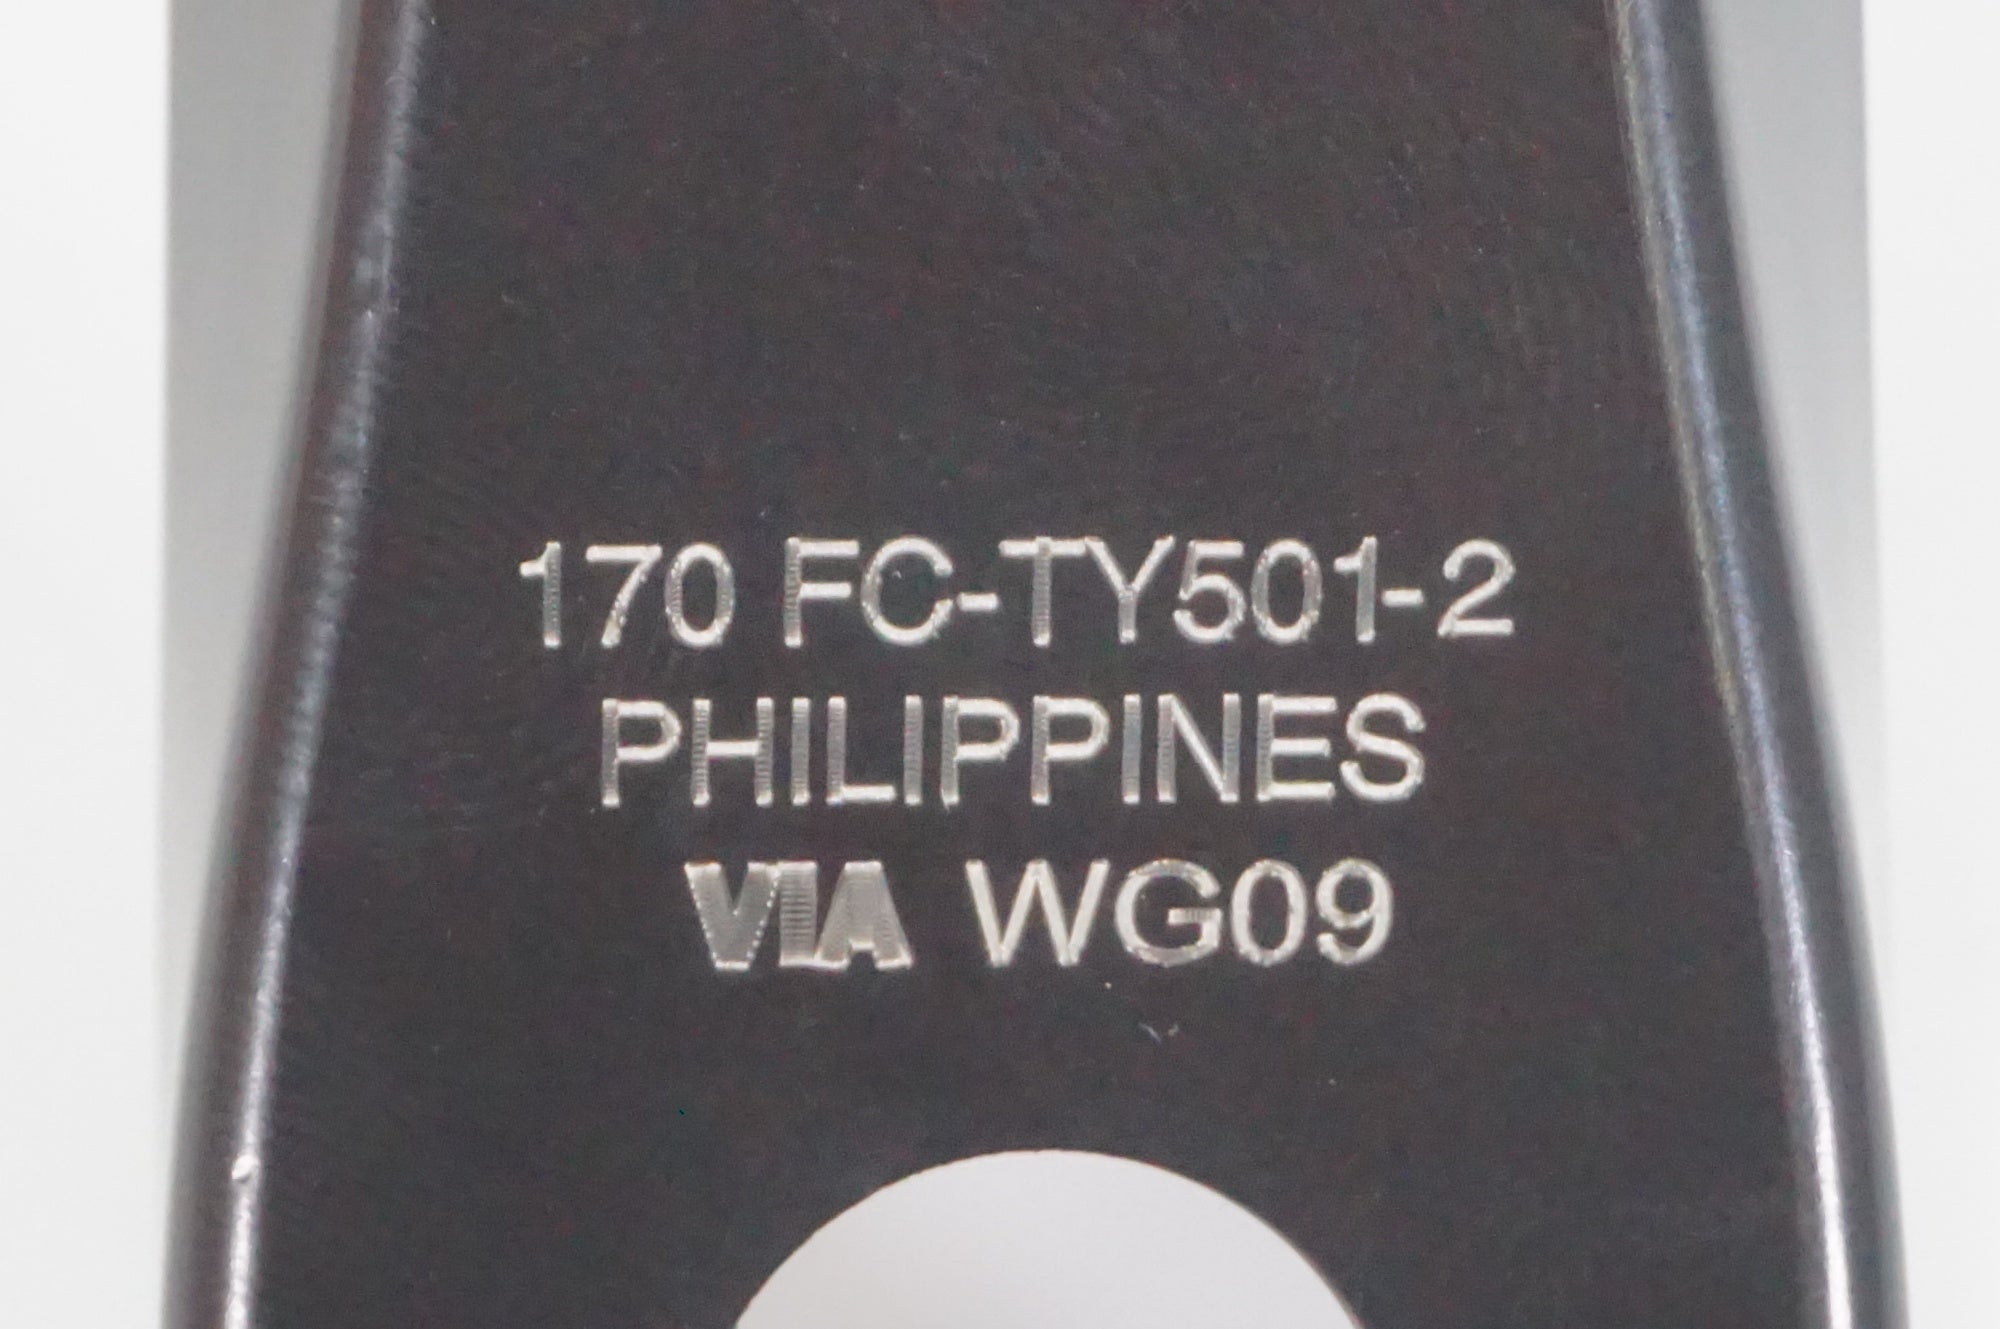 170 FC-TY501-2
PHILIPPINES
VIA WG09